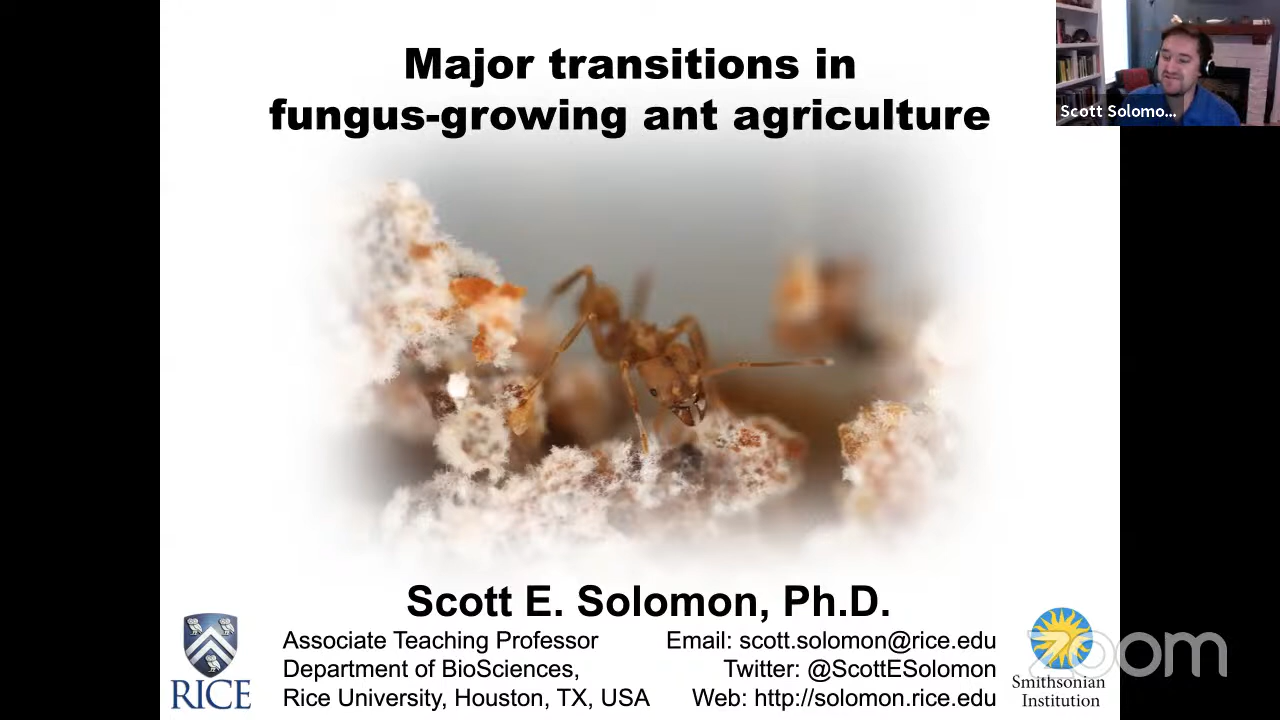 Major transitions in
fungus-growing ant agriculture
Scott Solomo...
Scott E. Solomon, Ph.D.
Associate Teaching Professor
Department of BioSciences,
Rice University, Houston, TX, USA
Email: scott.solomon@rice.edu
Twitter: @ScottESolomon
Web: http://solomon.rice.edu
RICE
Smithsonian
Institution
zoom